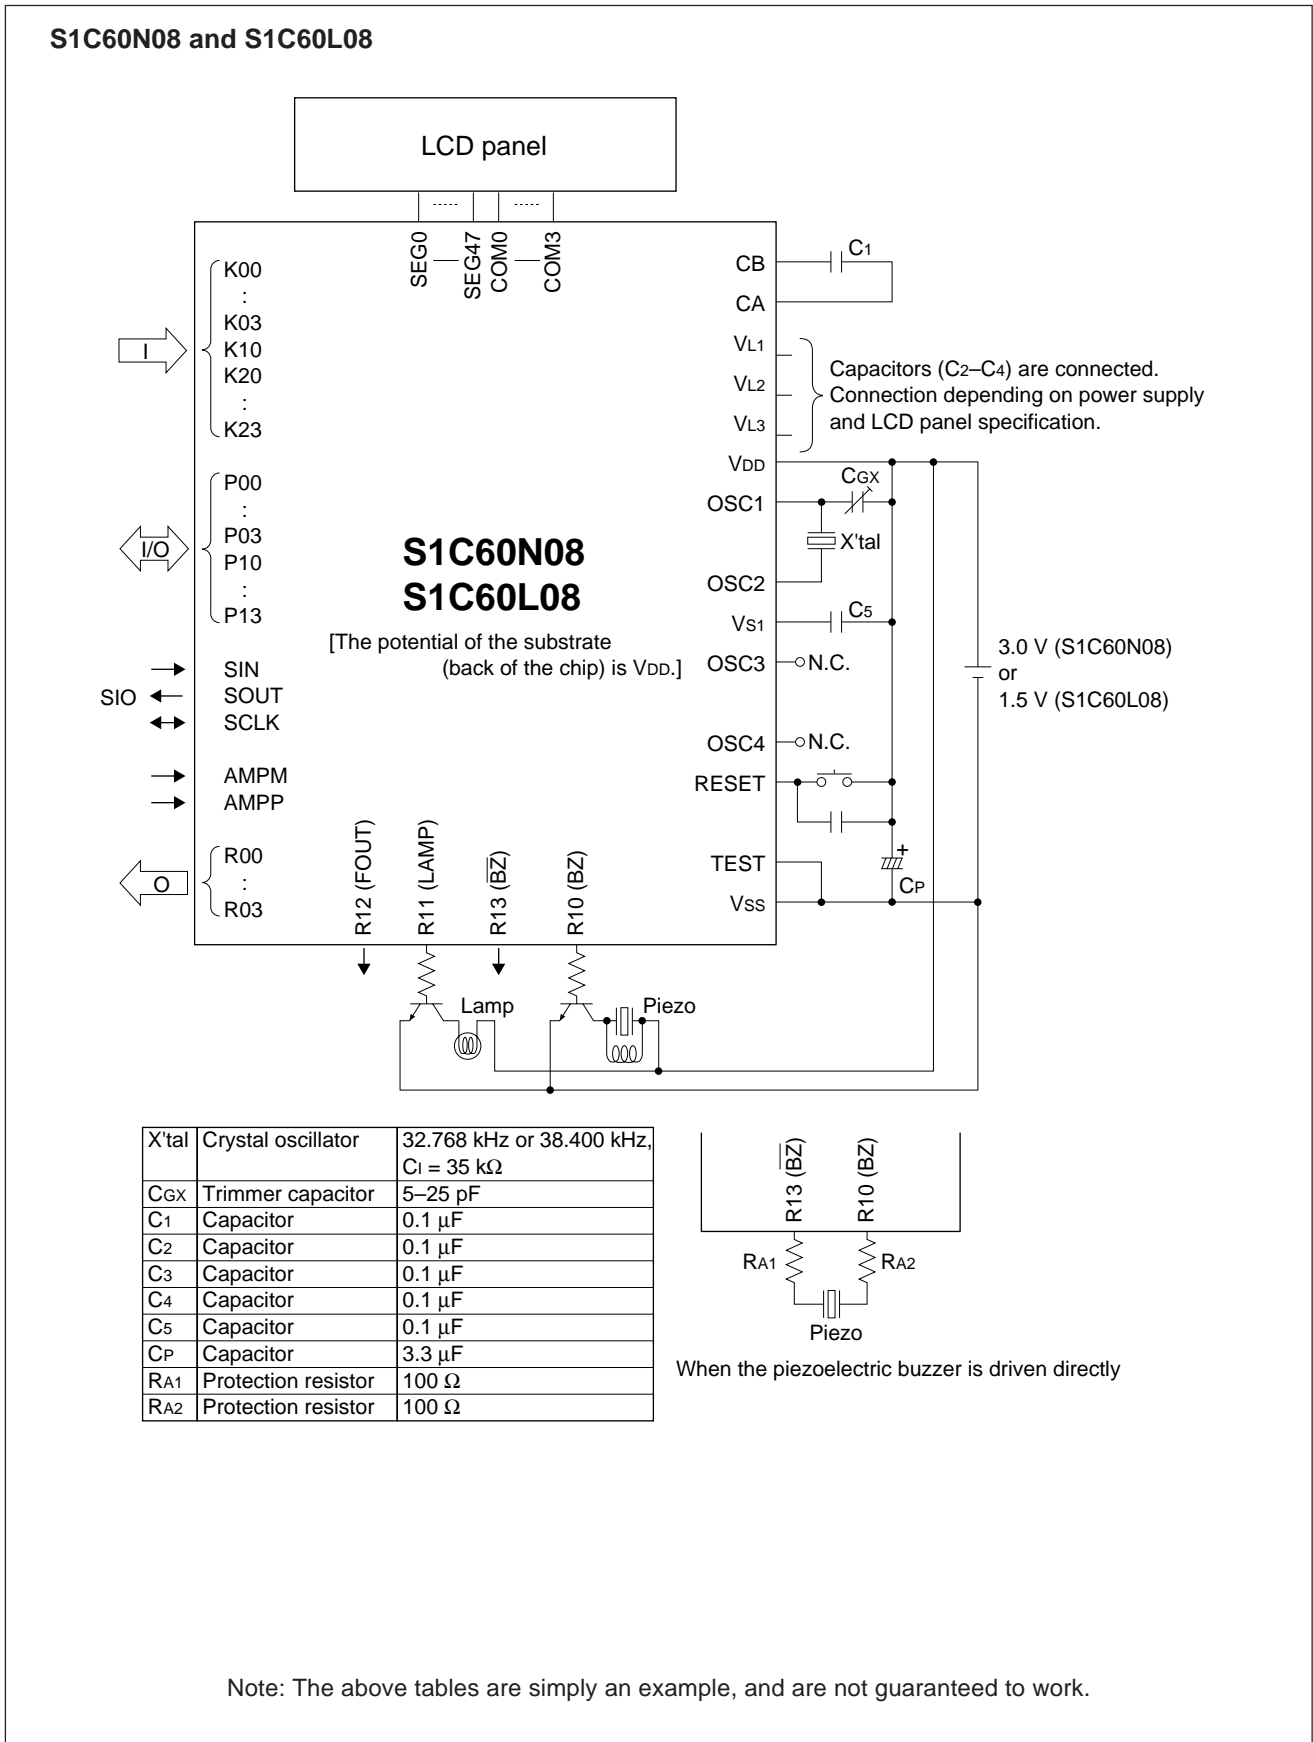 S1C60N08 and S1C60L08
LCD panel
SEG0
SEG47
COM0
COM3
K00
:
K03
K10
K20
:
K23
I
P00
:
P03
P10
:
P13
I/O
SIO
SIN
SOUT
SCLK
AMPM
AMPP
R00
:
R03
O
S1C60N08
S1C60L08
[The potential of the substrate
(back of the chip) is VDD.]
CB
C1
CA
VL1
VL2
VL3
Capacitors (C2–C4) are connected.
Connection depending on power supply
and LCD panel specification.
VDD
CGX
OSC1
X'tal
OSC2
VS1
C5
OSC3
N.C.
OSC4
N.C.
RESET
TEST
+
CP
VSS
3.0 V (S1C60N08)
or
1.5 V (S1C60L08)
R12 (FOUT)
R11 (LAMP)
R13 (B̅Z̅)
R10 (BZ)
Lamp
Piezo
X'tal Crystal oscillator 32.768 kHz or 38.400 kHz,
CI = 35 kΩ
CGX Trimmer capacitor 5–25 pF
C1 Capacitor 0.1 µF
C2 Capacitor 0.1 µF
C3 Capacitor 0.1 µF
C4 Capacitor 0.1 µF
C5 Capacitor 0.1 µF
CP Capacitor 3.3 µF
RA1 Protection resistor 100 Ω
RA2 Protection resistor 100 Ω
R13 (B̅Z̅)
R10 (BZ)
RA1
RA2
Piezo
When the piezoelectric buzzer is driven directly
Note: The above tables are simply an example, and are not guaranteed to work.